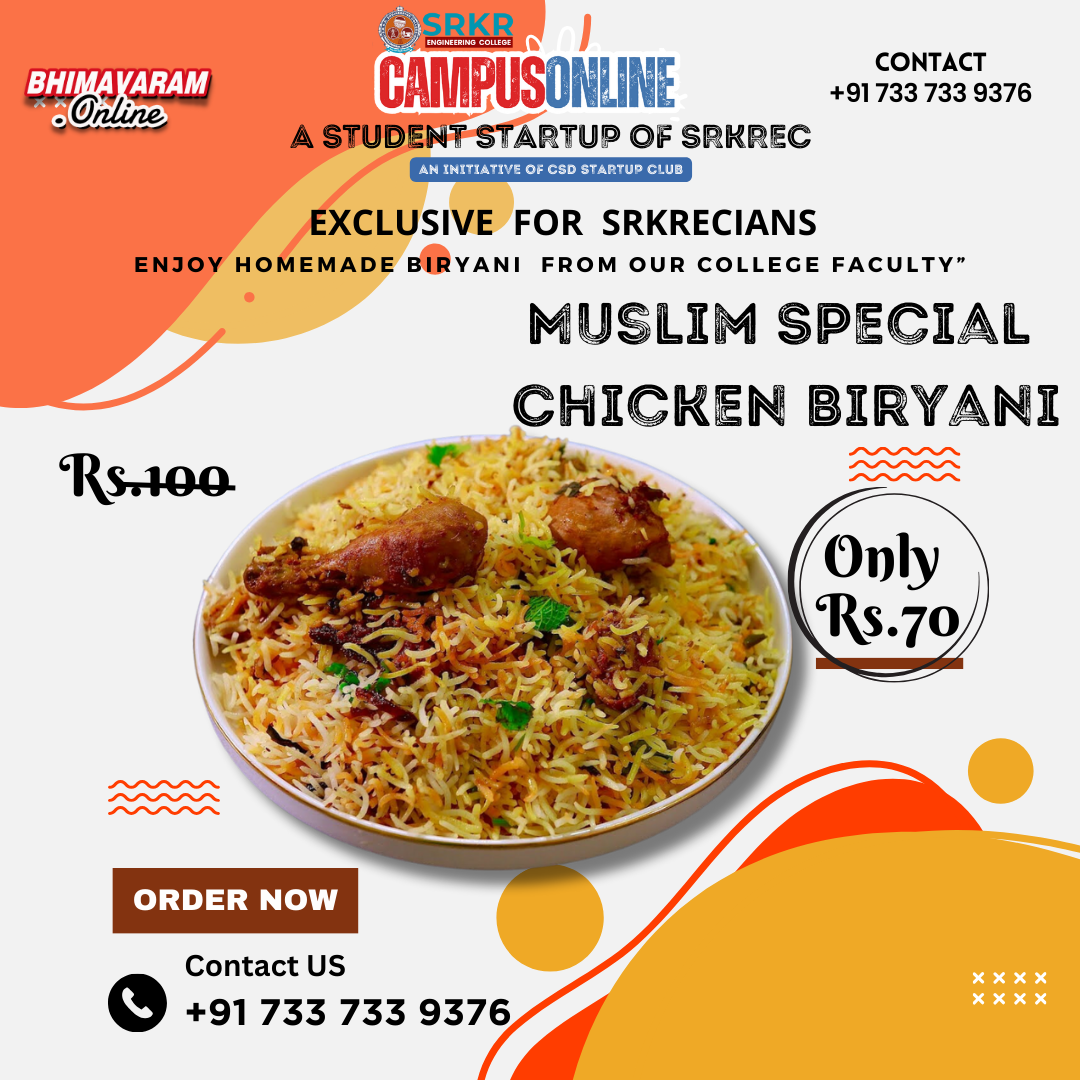 SRKR
ENGINEERING COLLEGE
CAMPUSONLINE
BHIMAVARAM
.Online
CONTACT
+91 733 733 9376
A STUDENT STARTUP OF SRKREC
AN INITIATIVE OF CSD STARTUP CLUB
EXCLUSIVE FOR SRKRECIANS
ENJOY HOMEMADE BIRYANI FROM OUR COLLEGE FACULTY”
MUSLIM SPECIAL
CHICKEN BIRYANI
Rs.100
Only
Rs.70
ORDER NOW
Contact US
+91 733 733 9376